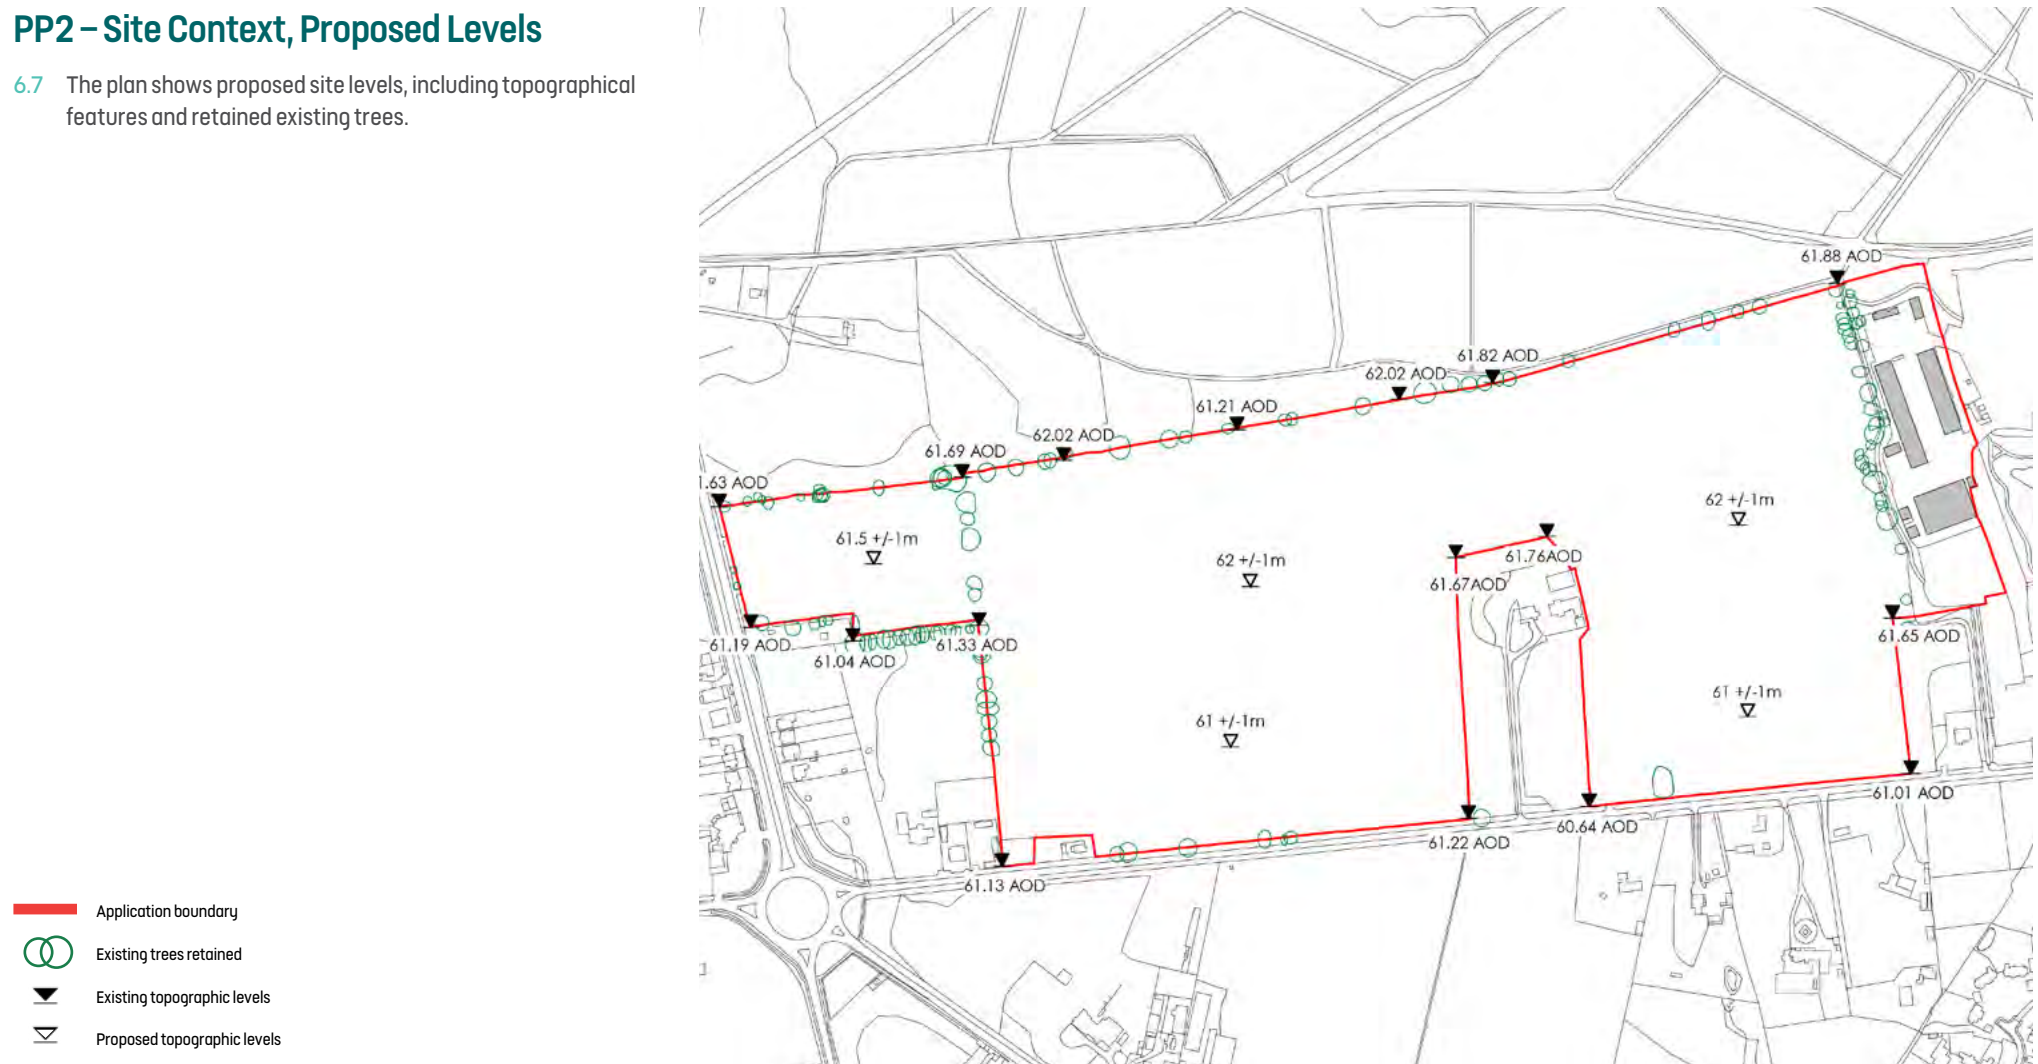 PP2 – Site Context, Proposed Levels
6.7 The plan shows proposed site levels, including topographical
features and retained existing trees.
61.88 AOD
61.82 AOD
62.02 AOD
61.21 AOD
62.02 AOD
61.69 AOD
1.63 AOD
62 +/-1m
61.5 +/-1m
62 +/-1m
61.76AOD
61.67AOD
61.19 AOD
61.04 AOD
61.33 AOD
61.65 AOD
61 +/-1m
61 +/-1m
61.01 AOD
60.64 AOD
61.22 AOD
61.13 AOD
Application boundary
Existing trees retained
Existing topographic levels
Proposed topographic levels